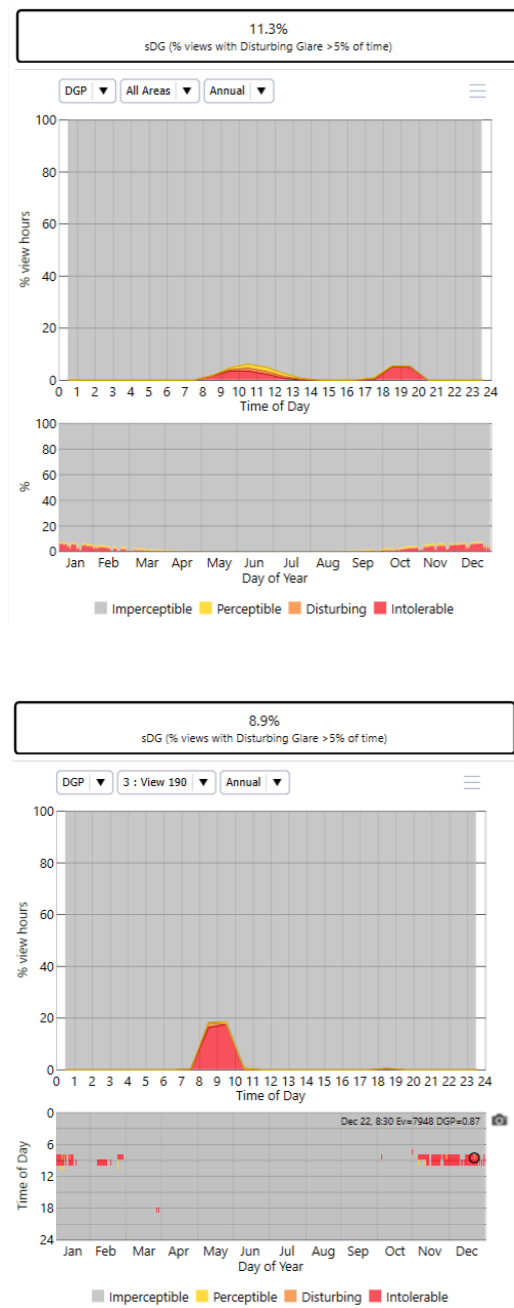 11.3%
sDG (% views with Disturbing Glare >5% of time)
DGP ▼ All Areas ▼ Annual ▼
100
80
60
40
20
0
% view hours
0 1 2 3 4 5 6 7 8 9 10 11 12 13 14 15 16 17 18 19 20 21 22 23 24
Time of Day
100
80
60
40
20
0
%
Jan Feb Mar Apr May Jun Jul Aug Sep Oct Nov Dec
Day of Year
Imperceptible Perceptible Disturbing Intolerable
8.9%
sDG (% views with Disturbing Glare >5% of time)
DGP ▼ 3 : View 190 ▼ Annual ▼
100
80
60
40
20
0
% view hours
0 1 2 3 4 5 6 7 8 9 10 11 12 13 14 15 16 17 18 19 20 21 22 23 24
Time of Day
Dec 22, 8:30 Ev=7948 DGP=0.87
0
6
12
18
24
Time of Day
Jan Feb Mar Apr May Jun Jul Aug Sep Oct Nov Dec
Day of Year
Imperceptible Perceptible Disturbing Intolerable